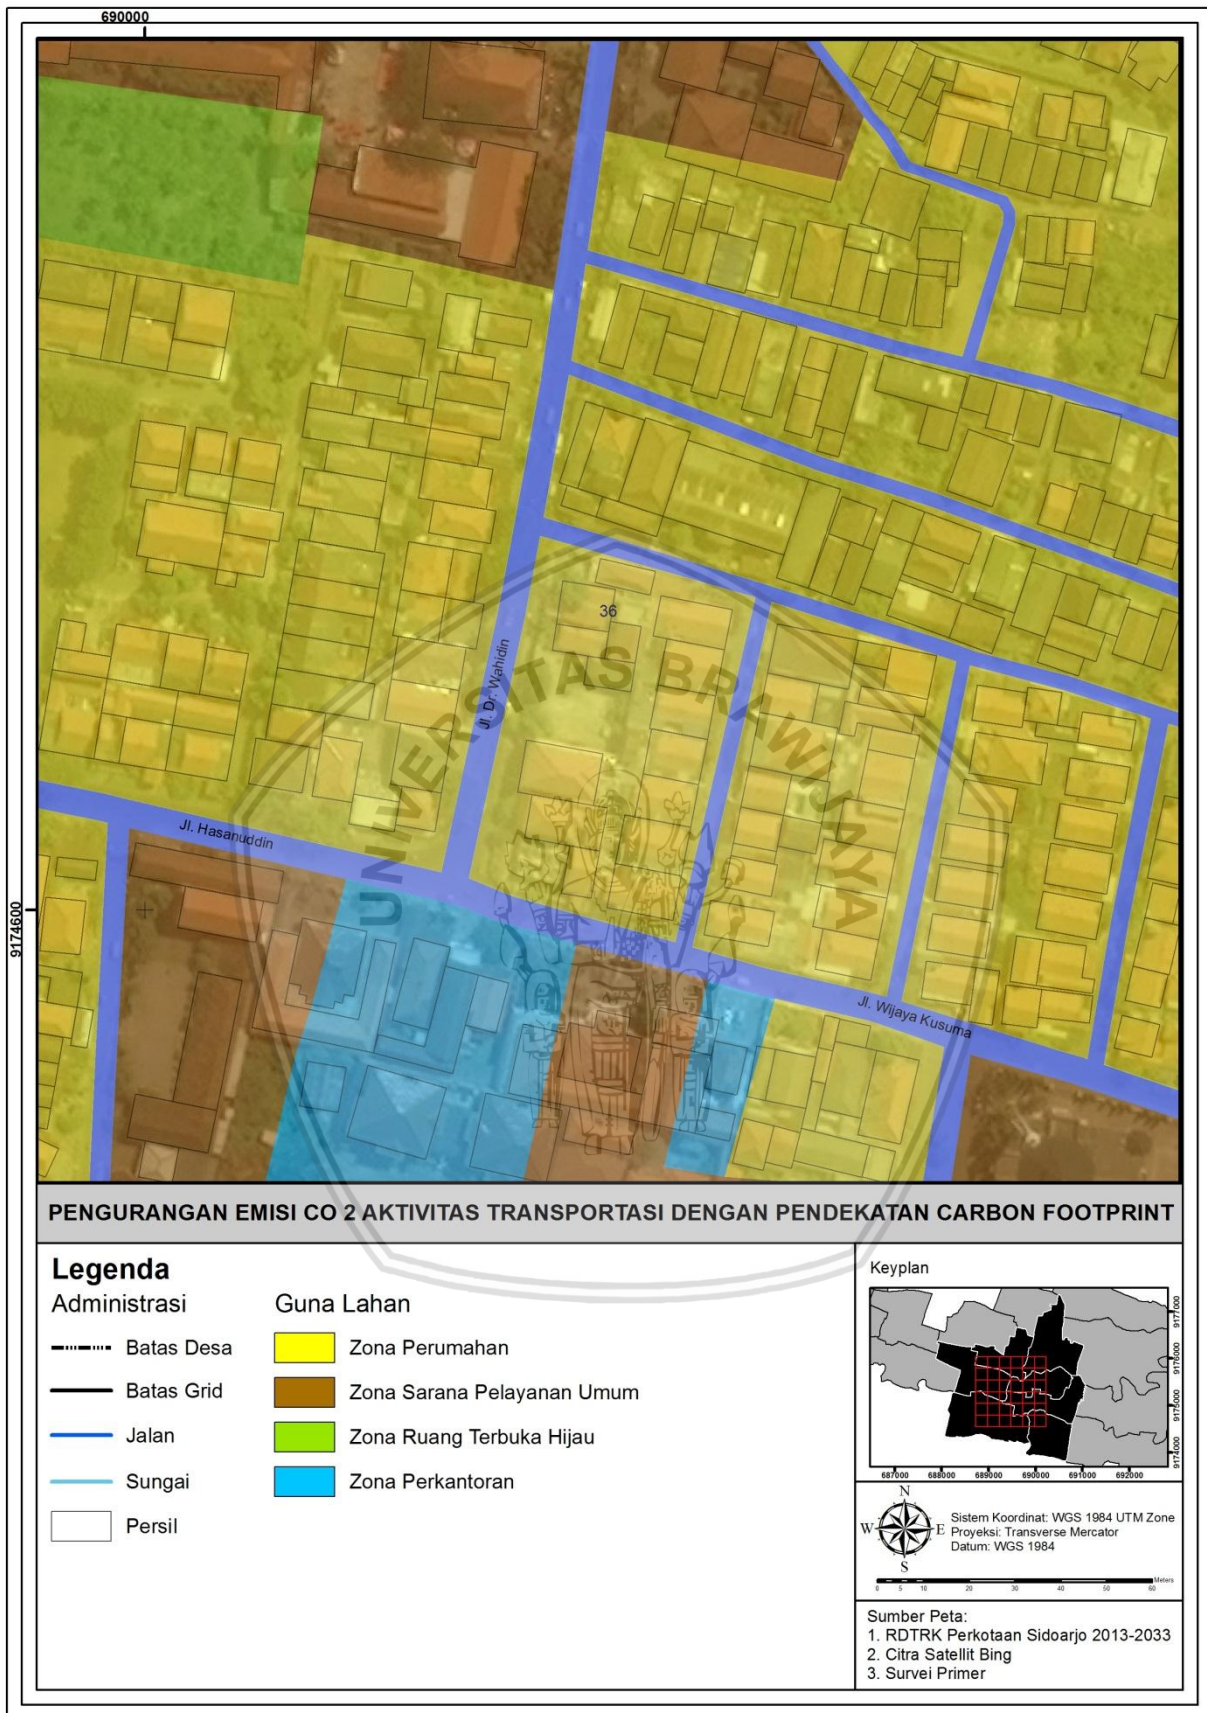 690000
36
Jl. Dr. Wahidin
UNIVERSITAS BRAWIJAYA
Jl. Hasanuddin
9174600
Jl. Wijaya Kusuma
PENGURANGAN EMISI CO 2 AKTIVITAS TRANSPORTASI DENGAN PENDEKATAN CARBON FOOTPRINT
Legenda
Administrasi
Batas Desa
Batas Grid
Jalan
Sungai
Persil
Guna Lahan
Zona Perumahan
Zona Sarana Pelayanan Umum
Zona Ruang Terbuka Hijau
Zona Perkantoran
Keyplan
9177000
9176000
9175000
9174000
687000 688000 689000 690000 691000 692000
N
W E
S
Sistem Koordinat: WGS 1984 UTM Zone
Proyeksi: Transverse Mercator
Datum: WGS 1984
Meters
0 5 10 20 30 40 50 60
Sumber Peta:
1. RDTRK Perkotaan Sidoarjo 2013-2033
2. Citra Satellit Bing
3. Survei Primer